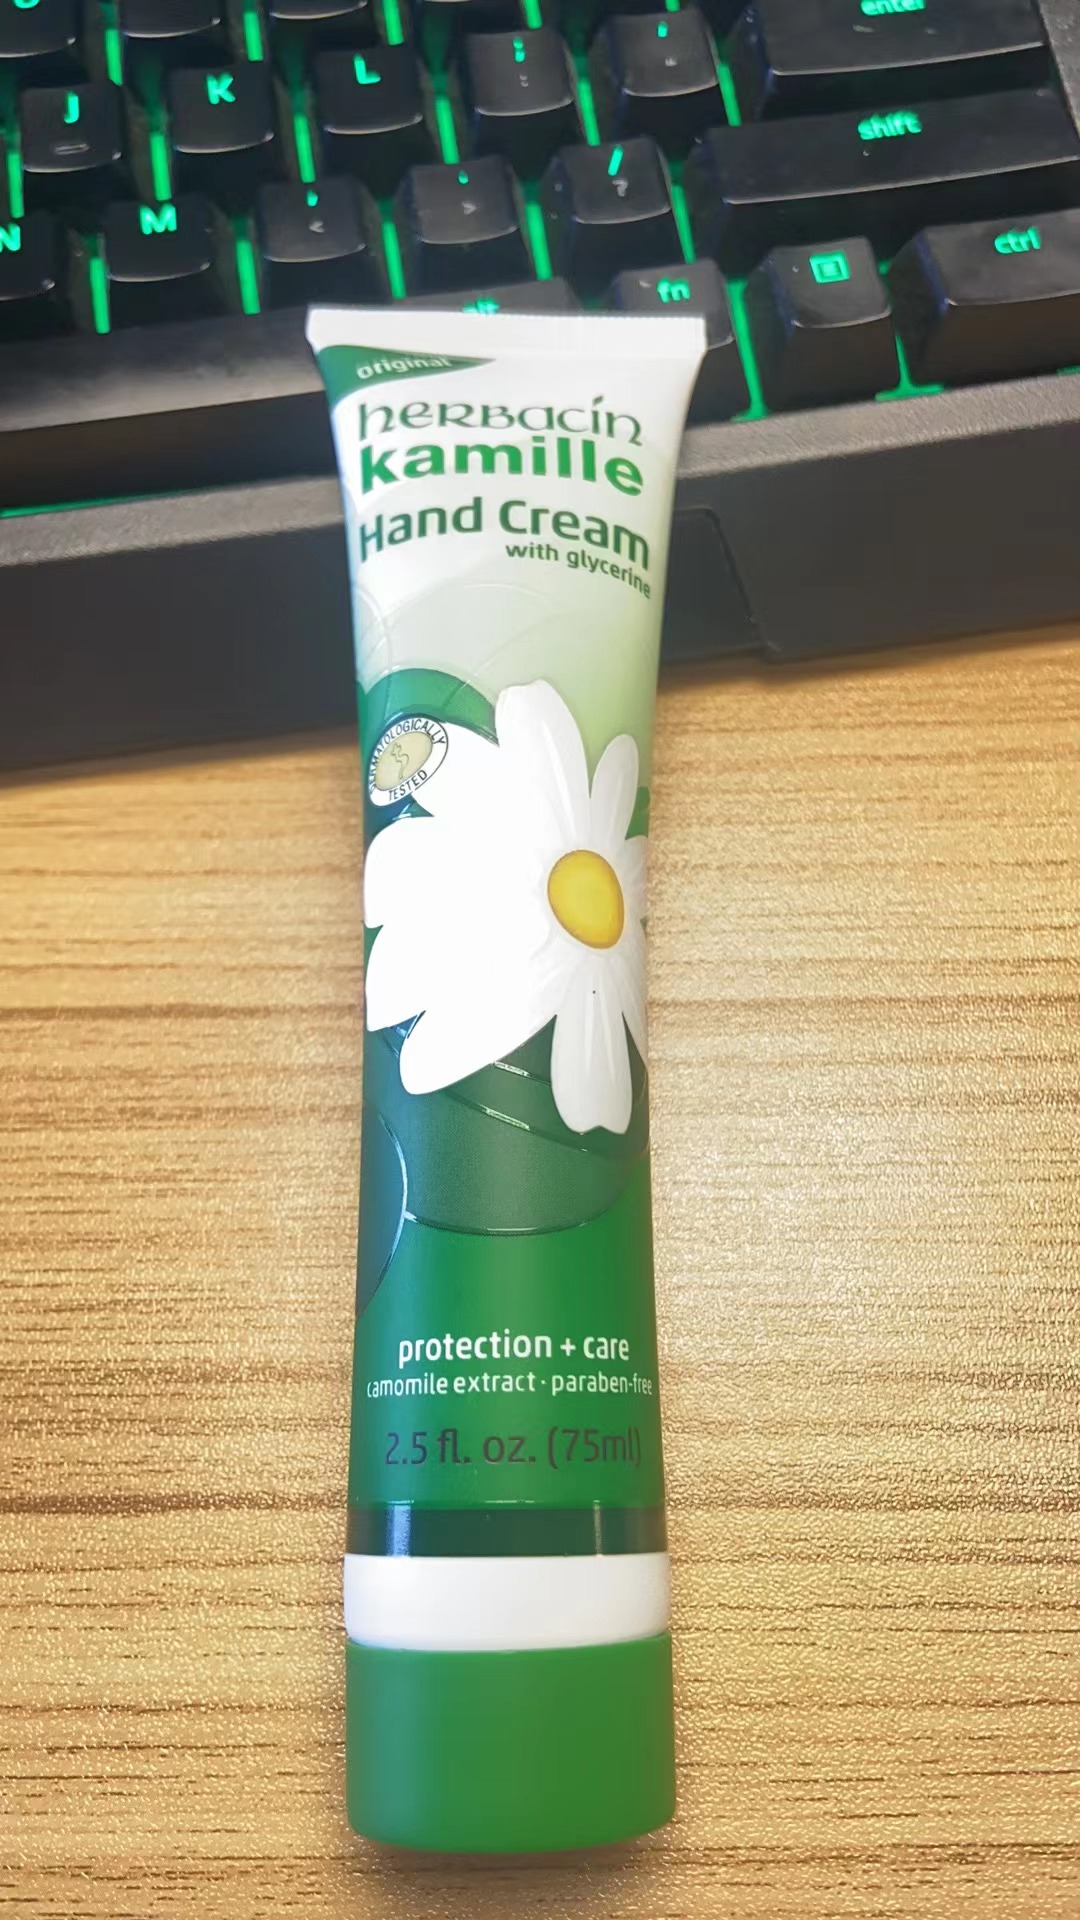 enter
J
K
L
;
:
'
shift
N
M
,
<
.
>
/
?
alt
fn
ctrl
original
herbacin
kamille
Hand Cream
with glycerine
DERMATOLOGICALLY
TESTED
protection + care
camomile extract · paraben-free
2.5 fl. oz. (75ml)